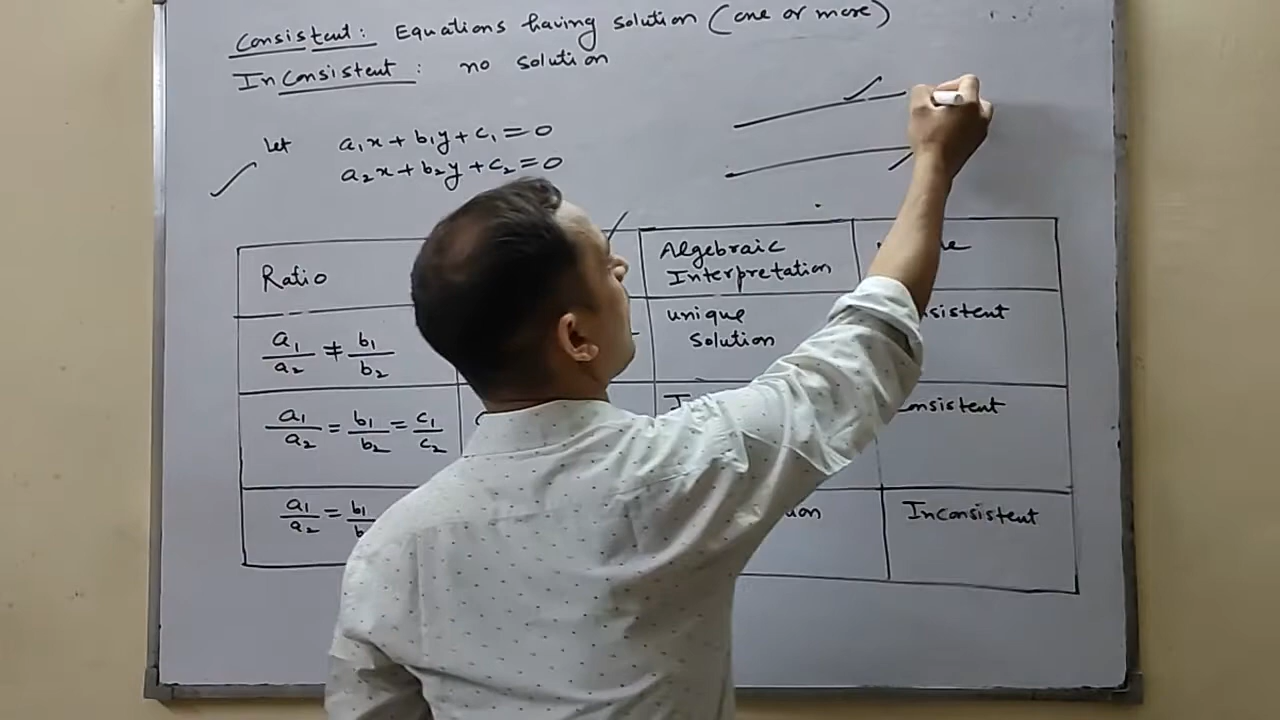 Consistent: Equations having solution (one or more)
Inconsistent: no solution
Let a₁x + b₁y + c₁ = 0
a₂x + b₂y + c₂ = 0
Ratio
Algebraic
Interpretation
a₁/a₂ ≠ b₁/b₂
unique
Solution
sistent
a₁/a₂ = b₁/b₂ = c₁/c₂
onsistent
a₁/a₂ = b₁
Inconsistent